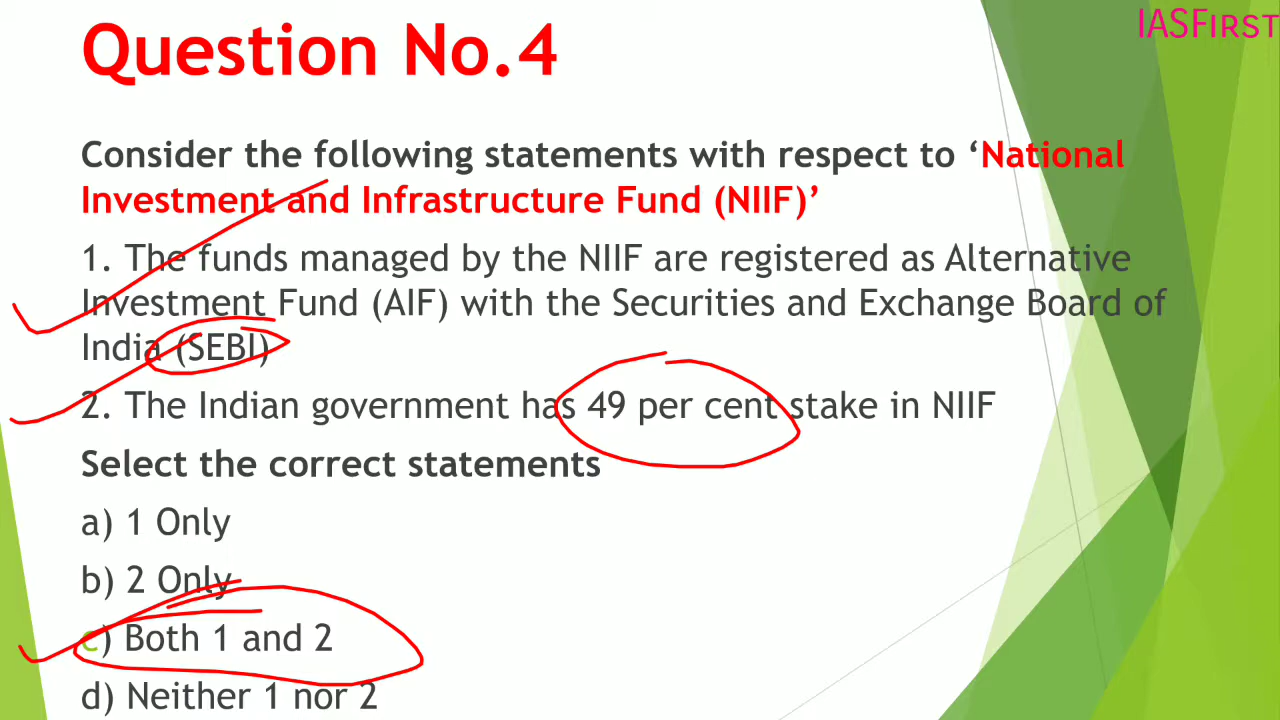 IASFIRST
Question No.4
Consider the following statements with respect to ‘National
Investment and Infrastructure Fund (NIIF)’
1. The funds managed by the NIIF are registered as Alternative
Investment Fund (AIF) with the Securities and Exchange Board of
India (SEBI)
2. The Indian government has 49 per cent stake in NIIF
Select the correct statements
a) 1 Only
b) 2 Only
c) Both 1 and 2
d) Neither 1 nor 2